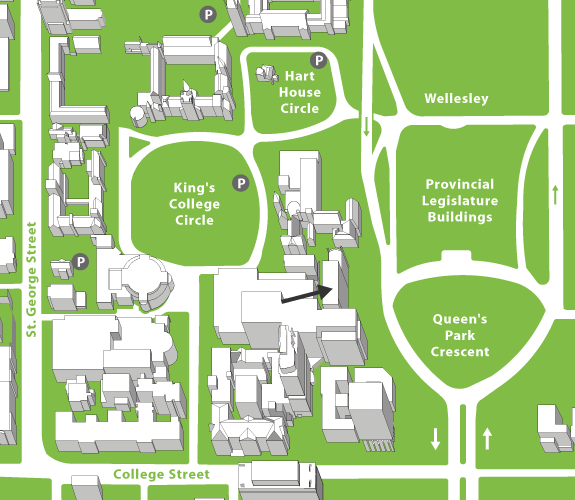 P
P
Hart
House
Circle
Wellesley
P
King's
College
Circle
Provincial
Legislature
Buildings
P
St. George Street
Queen's
Park
Crescent
College Street